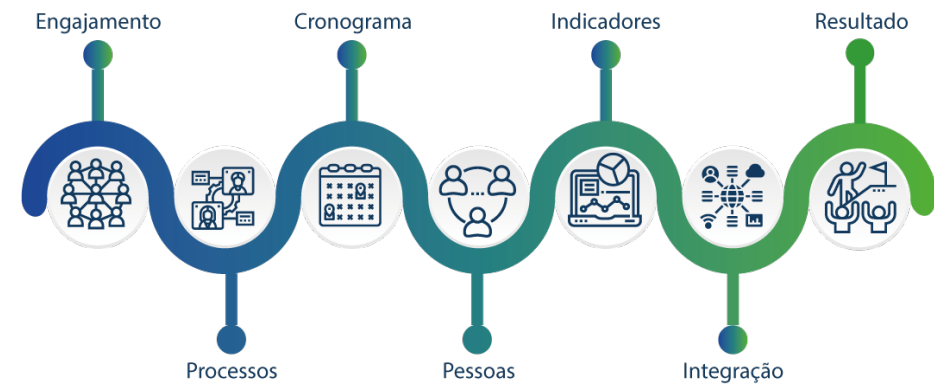 Engajamento
Cronograma
Indicadores
Resultado
Processos
Pessoas
Integração